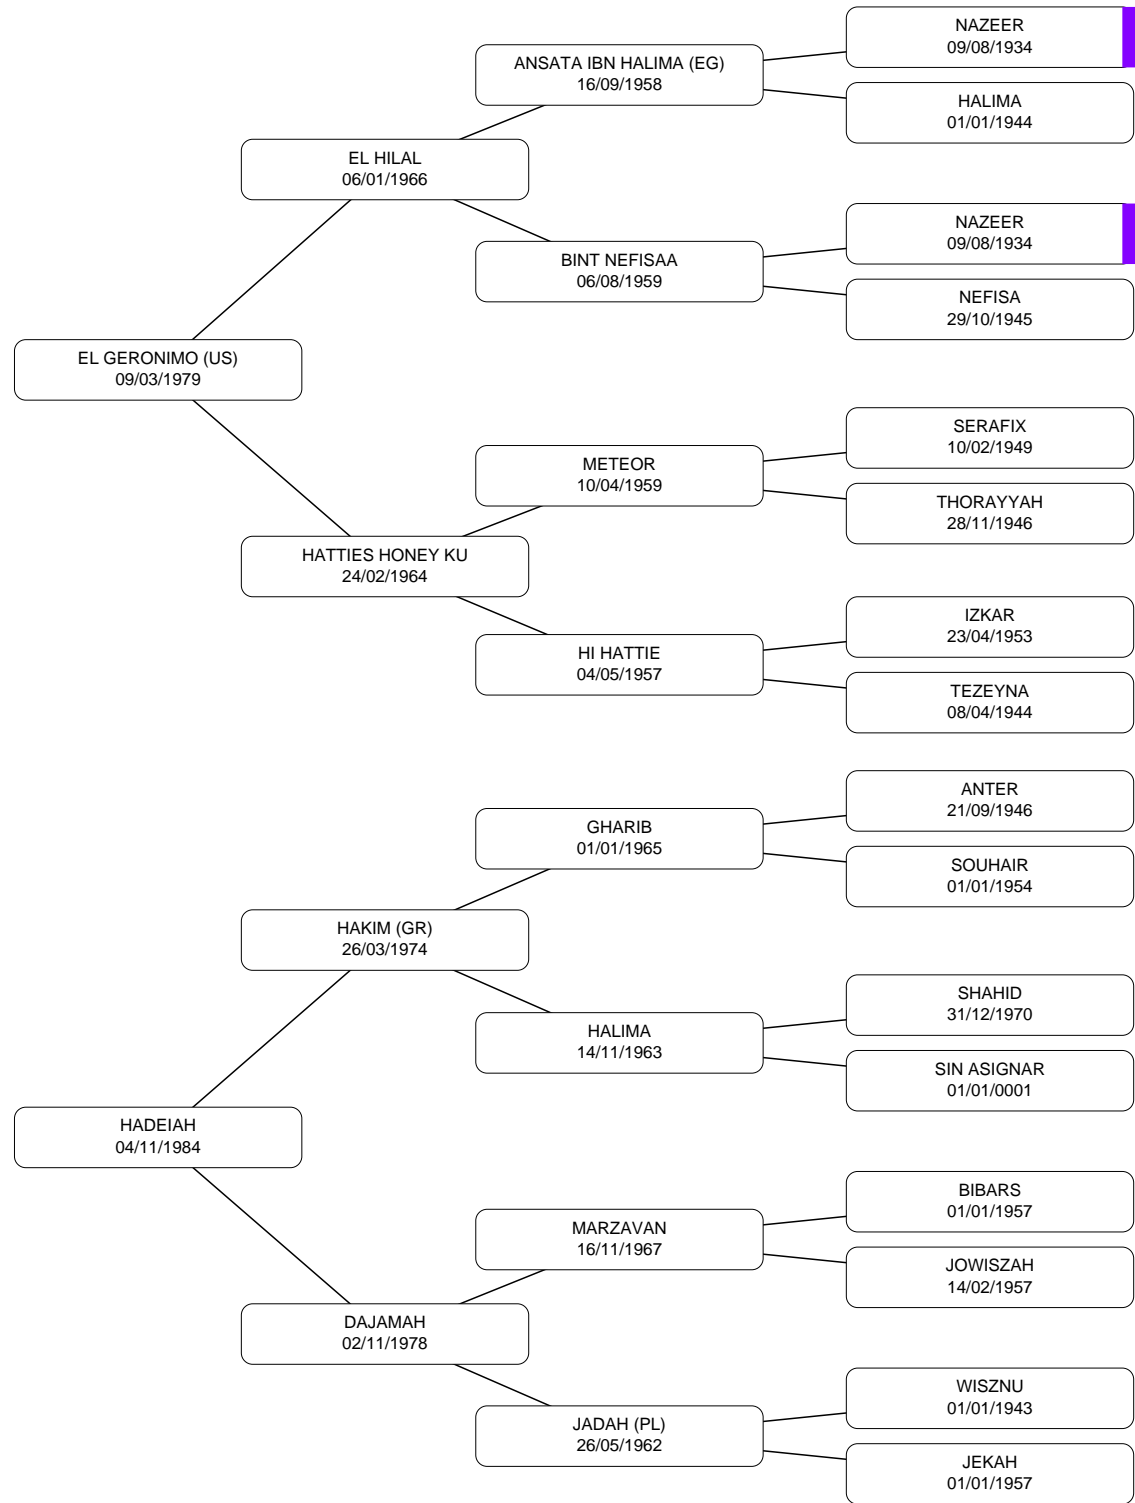 NAZEER
09/08/1934
ANSATA IBN HALIMA (EG)
16/09/1958
HALIMA
01/01/1944
EL HILAL
06/01/1966
NAZEER
09/08/1934
BINT NEFISAA
06/08/1959
NEFISA
29/10/1945
EL GERONIMO (US)
09/03/1979
SERAFIX
10/02/1949
METEOR
10/04/1959
THORAYYAH
28/11/1946
HATTIES HONEY KU
24/02/1964
IZKAR
23/04/1953
HI HATTIE
04/05/1957
TEZEYNA
08/04/1944
ANTER
21/09/1946
GHARIB
01/01/1965
SOUHAIR
01/01/1954
HAKIM (GR)
26/03/1974
SHAHID
31/12/1970
HALIMA
14/11/1963
SIN ASIGNAR
01/01/0001
HADEIAH
04/11/1984
BIBARS
01/01/1957
MARZAVAN
16/11/1967
JOWISZAH
14/02/1957
DAJAMAH
02/11/1978
WISZNU
01/01/1943
JADAH (PL)
26/05/1962
JEKAH
01/01/1957